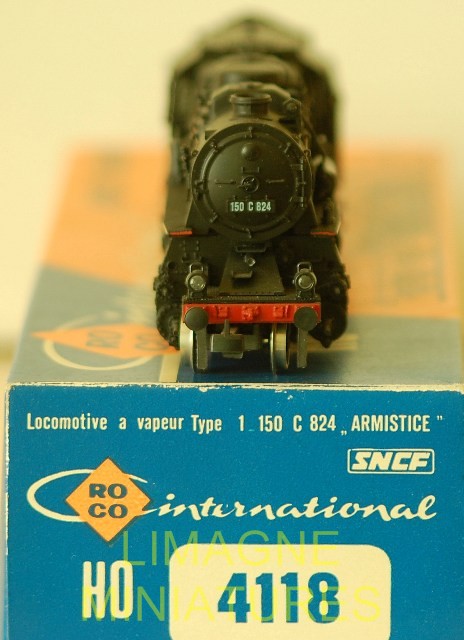 150 C 824
Locomotive a vapeur Type 1_150 C 824 „ARMISTICE"
SNCF
RO
CO
international
LIMAGNE
HO 4118
MINIATURES